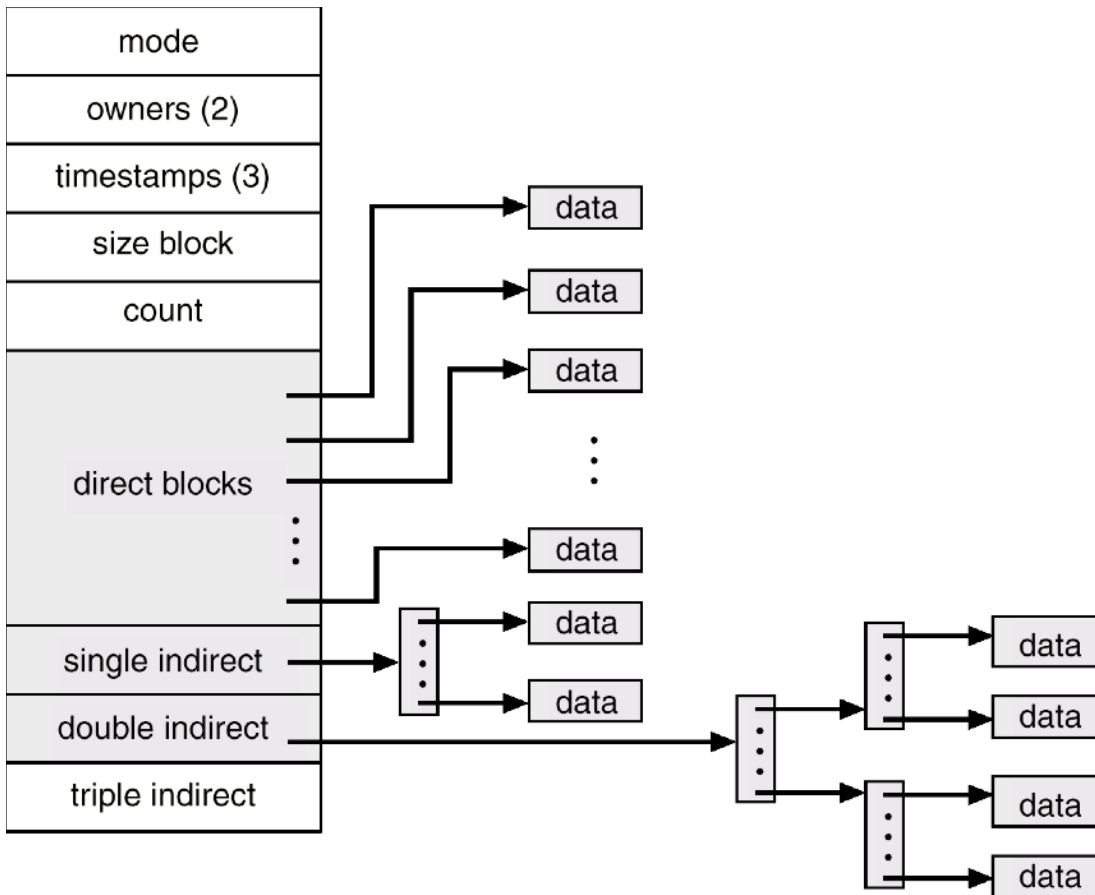 mode
owners (2)
timestamps (3)
size block
count
direct blocks
single indirect
double indirect
triple indirect
data
data
data
data
data
data
data
data
data
data